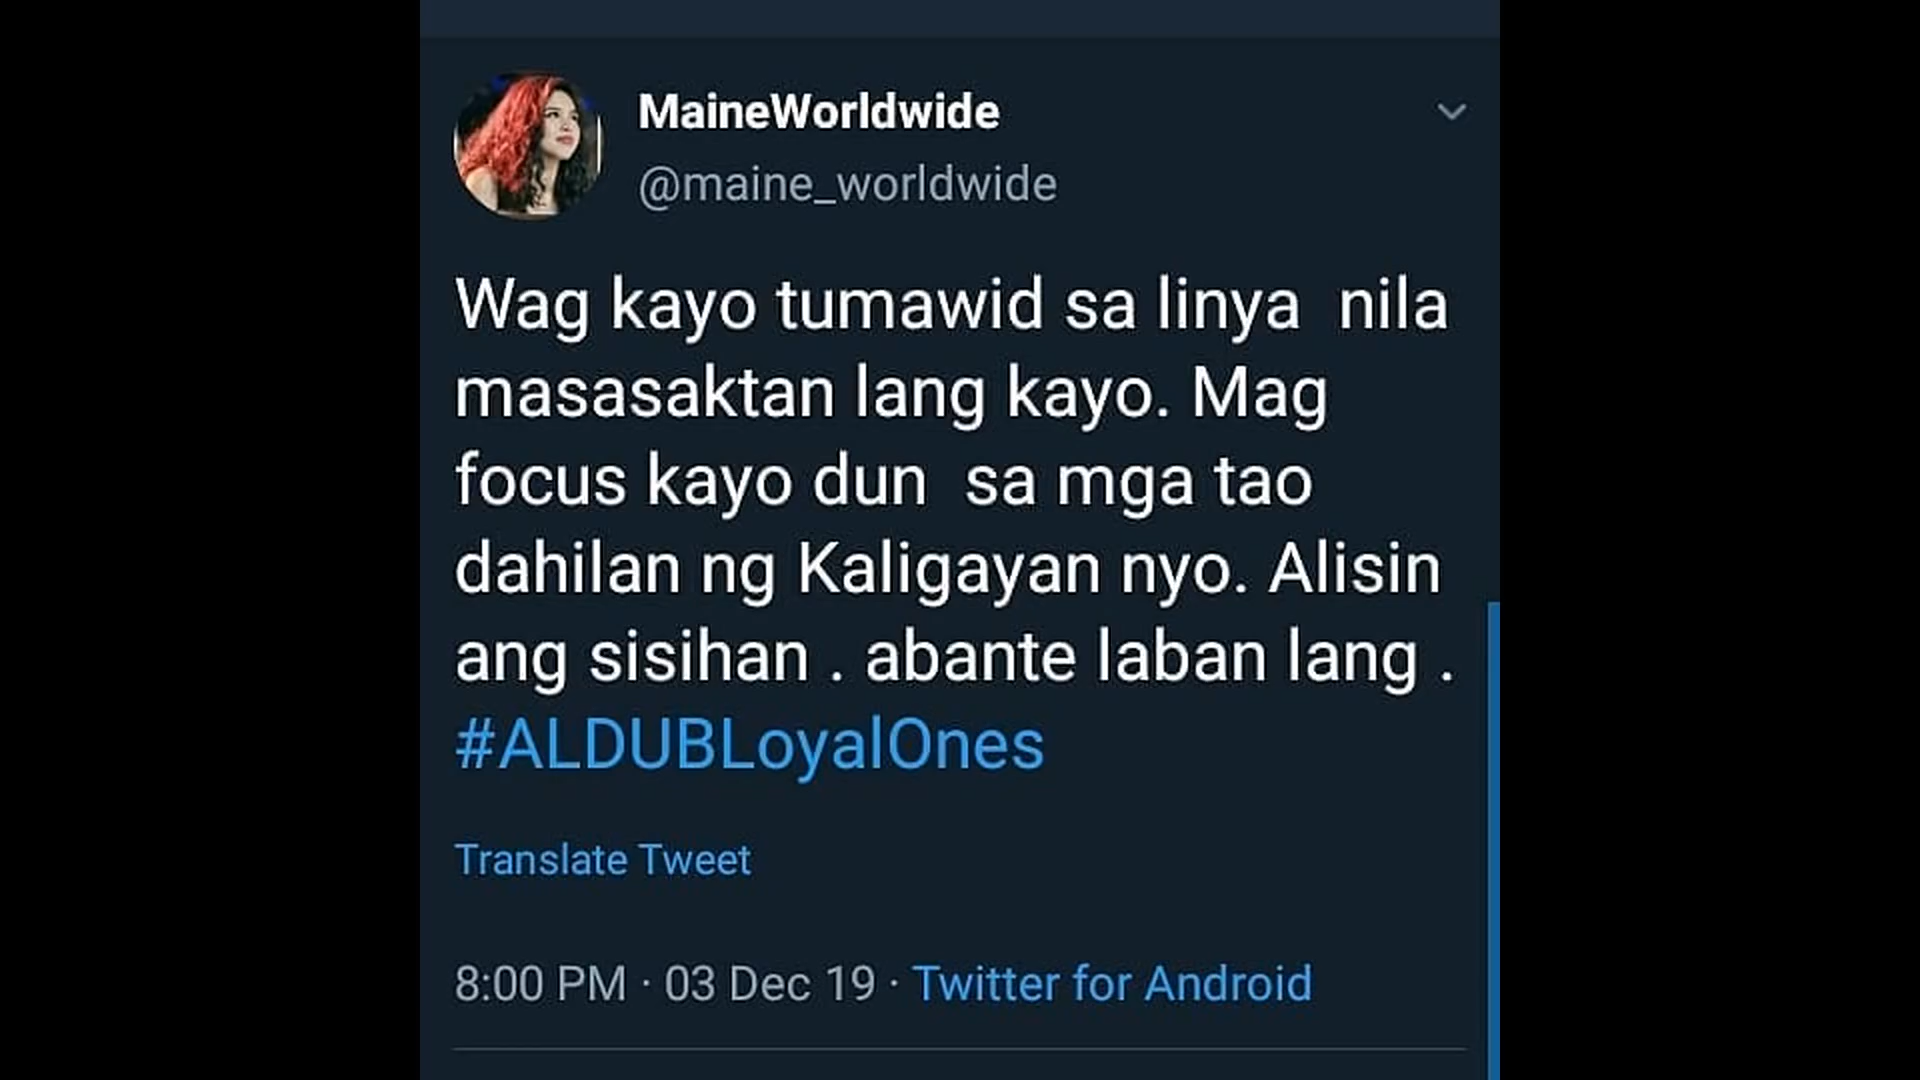 MaineWorldwide
@maine_worldwide
Wag kayo tumawid sa linya  nila
masasaktan lang kayo. Mag
focus kayo dun  sa mga tao
dahilan ng Kaligayan nyo. Alisin
ang sisihan . abante laban lang .
#ALDUBLoyalOnes
Translate Tweet
8:00 PM · 03 Dec 19 · Twitter for Android